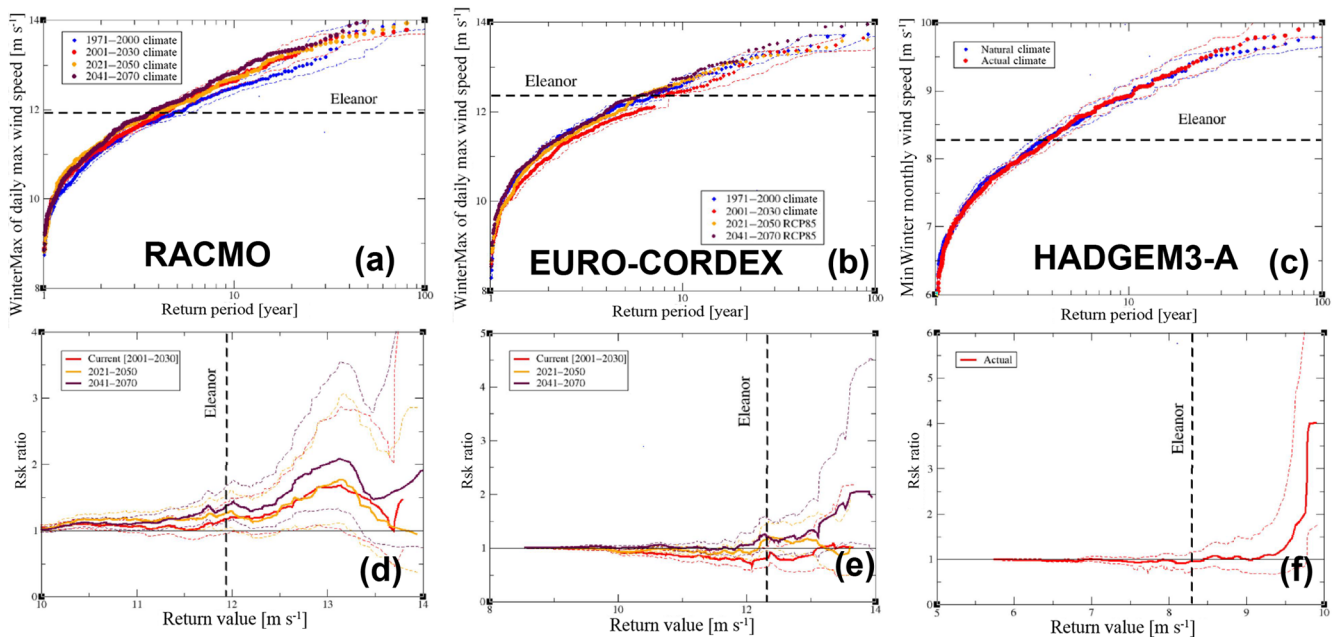 WinterMax of daily max wind speed [m s⁻¹]
14
12
10
8
1971−2000 climate
2001−2030 climate
2021−2050 climate
2041−2070 climate
Eleanor
RACMO
(a)
1
10
100
Return period [year]
WinterMax of daily max wind speed [m s⁻¹]
14
12
10
8
Eleanor
1971−2000 climate
2001−2030 climate
2021−2050 RCP85
2041−2070 RCP85
EURO-CORDEX
(b)
1
10
100
Return period [year]
MinWinter monthly wind speed [m s⁻¹]
10
9
8
7
6
Natural climate
Actual climate
Eleanor
HADGEM3-A
(c)
1
10
100
Return period [year]
Rsk ratio
4
3
2
1
0
Current [2001−2030]
2021−2050
2041−2070
Eleanor
(d)
10
11
12
13
14
Return value [m s⁻¹]
Rsk ratio
5
4
3
2
1
0
Current [2001−2030]
2021−2050
2041−2070
Eleanor
(e)
8
10
12
14
Return value [m s⁻¹]
Rsk ratio
6
5
4
3
2
1
0
Actual
Eleanor
(f)
5
6
7
8
9
10
Return value [m s⁻¹]